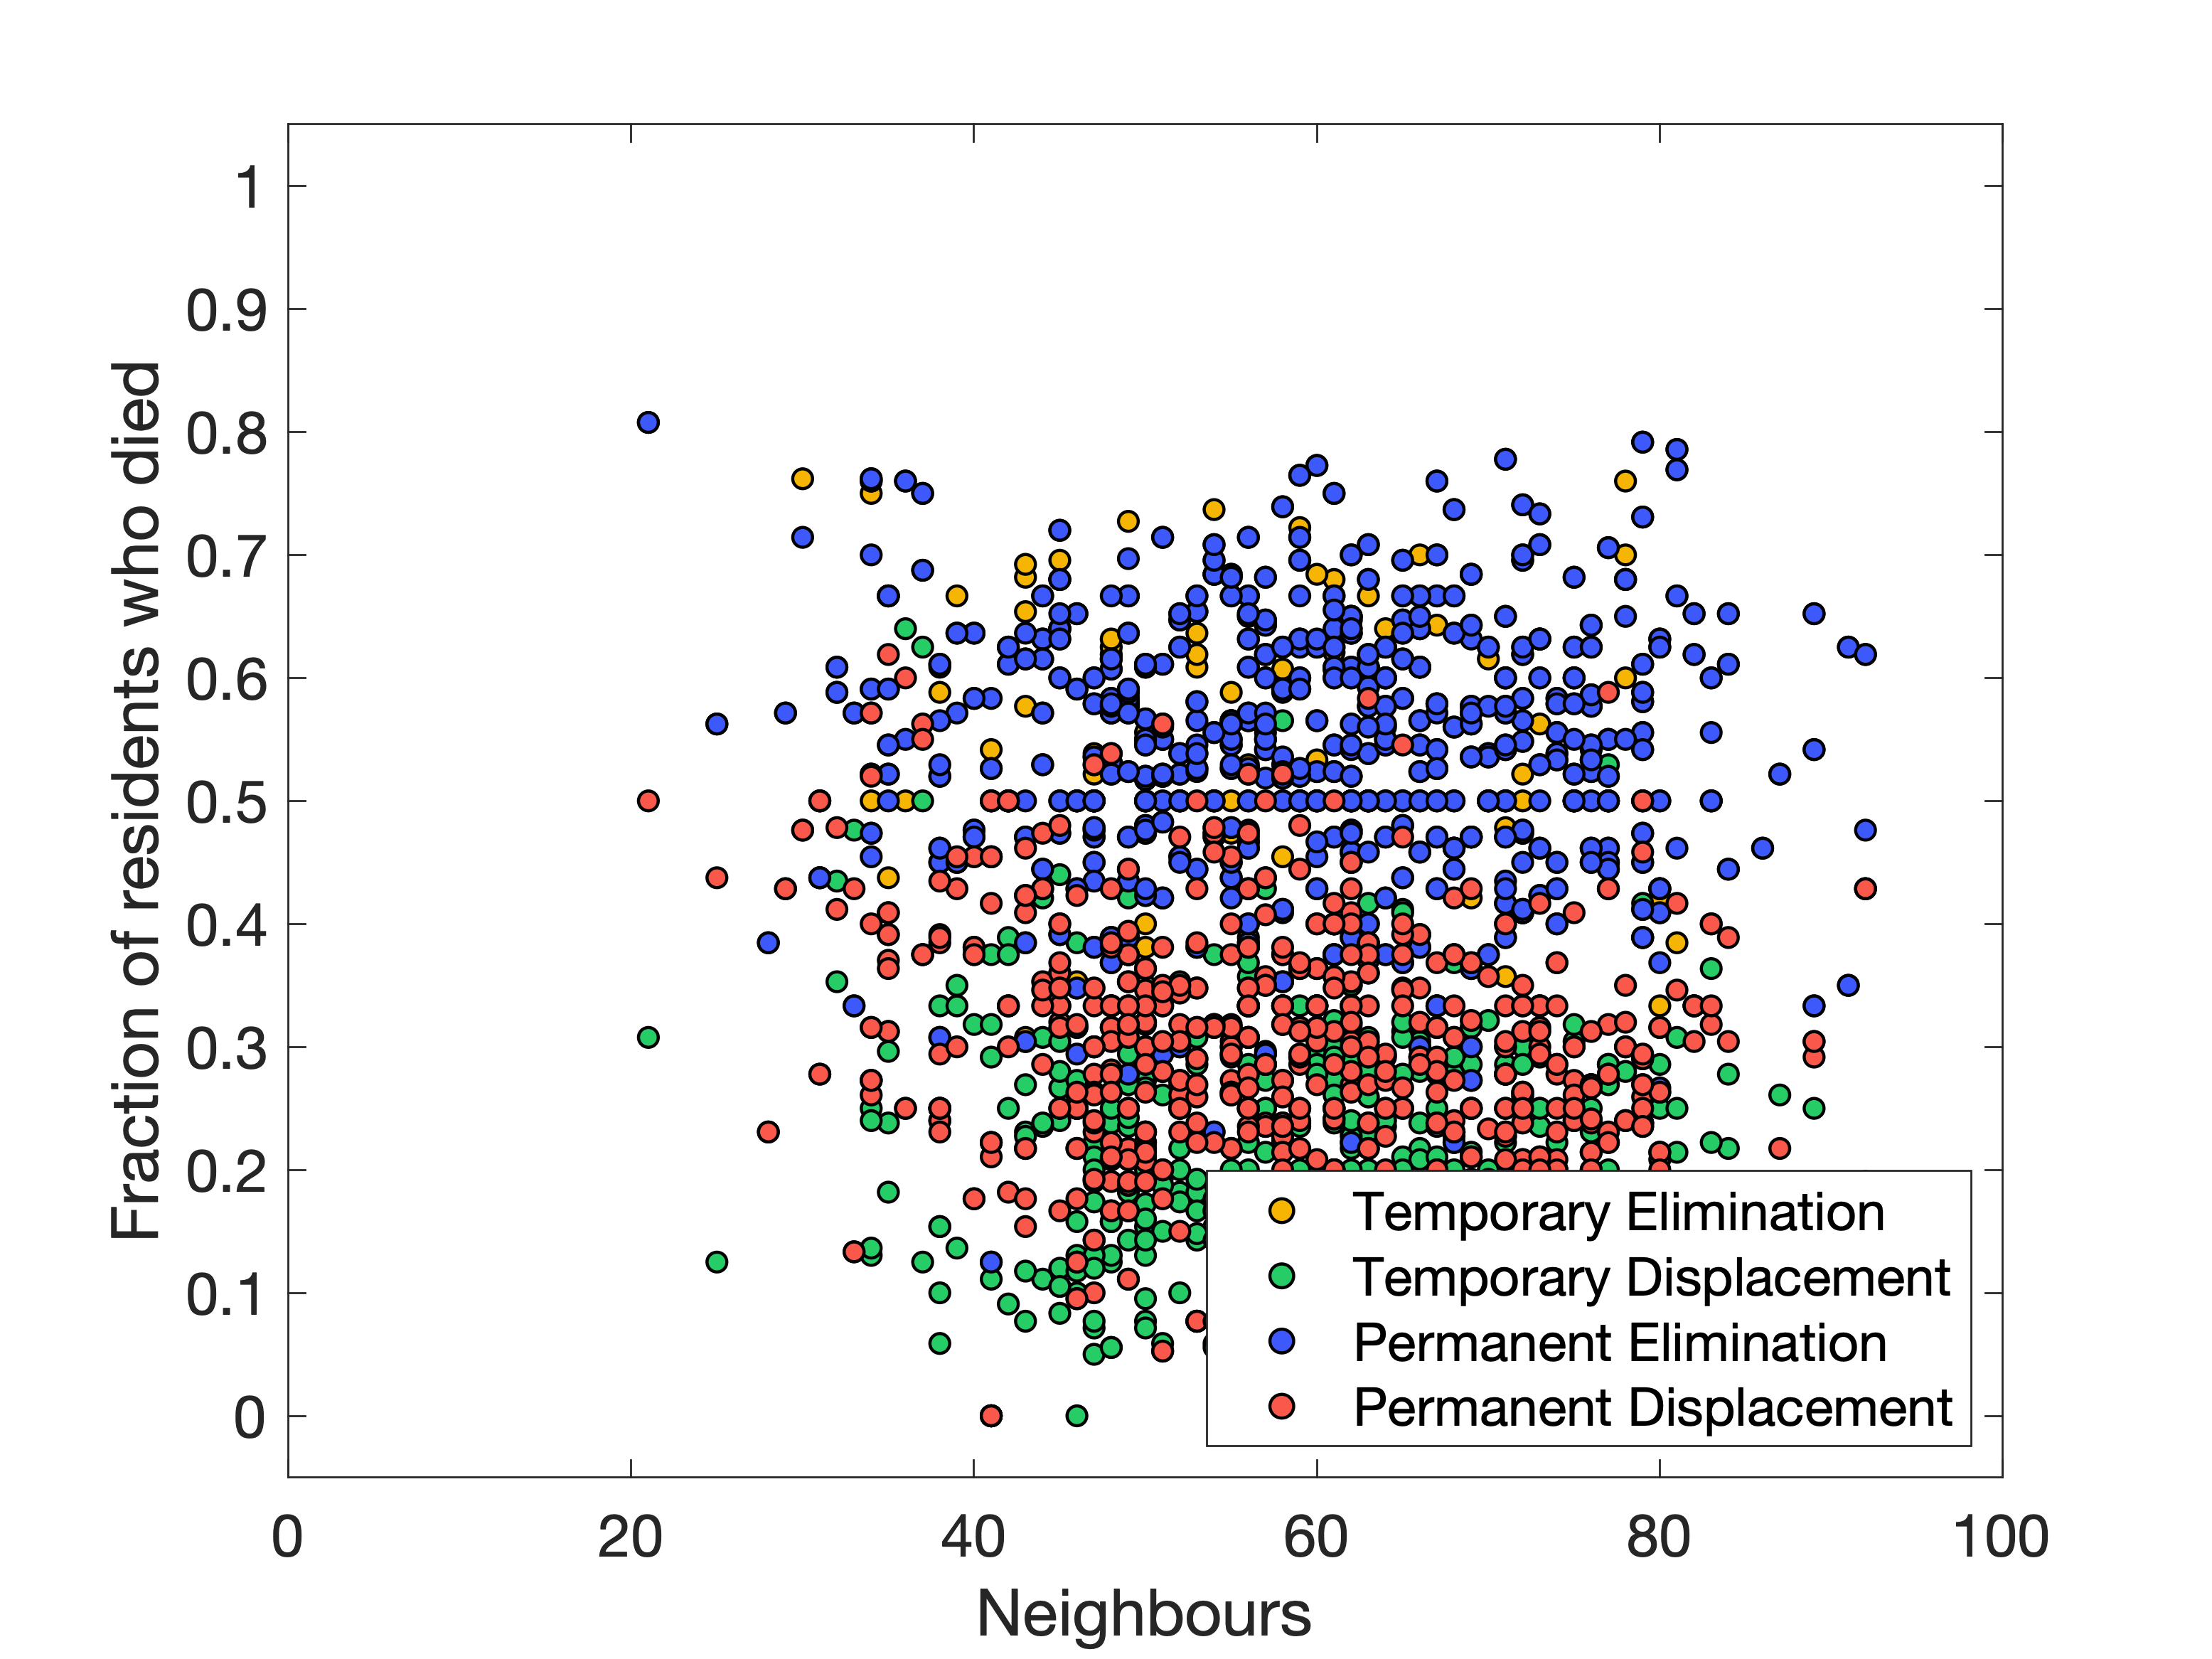 1
0.9
0.8
0.7
0.6
0.5
0.4
0.3
0.2
0.1
0
Fraction of residents who died
Temporary Elimination
Temporary Displacement
Permanent Elimination
Permanent Displacement
0 20 40 60 80 100
Neighbours